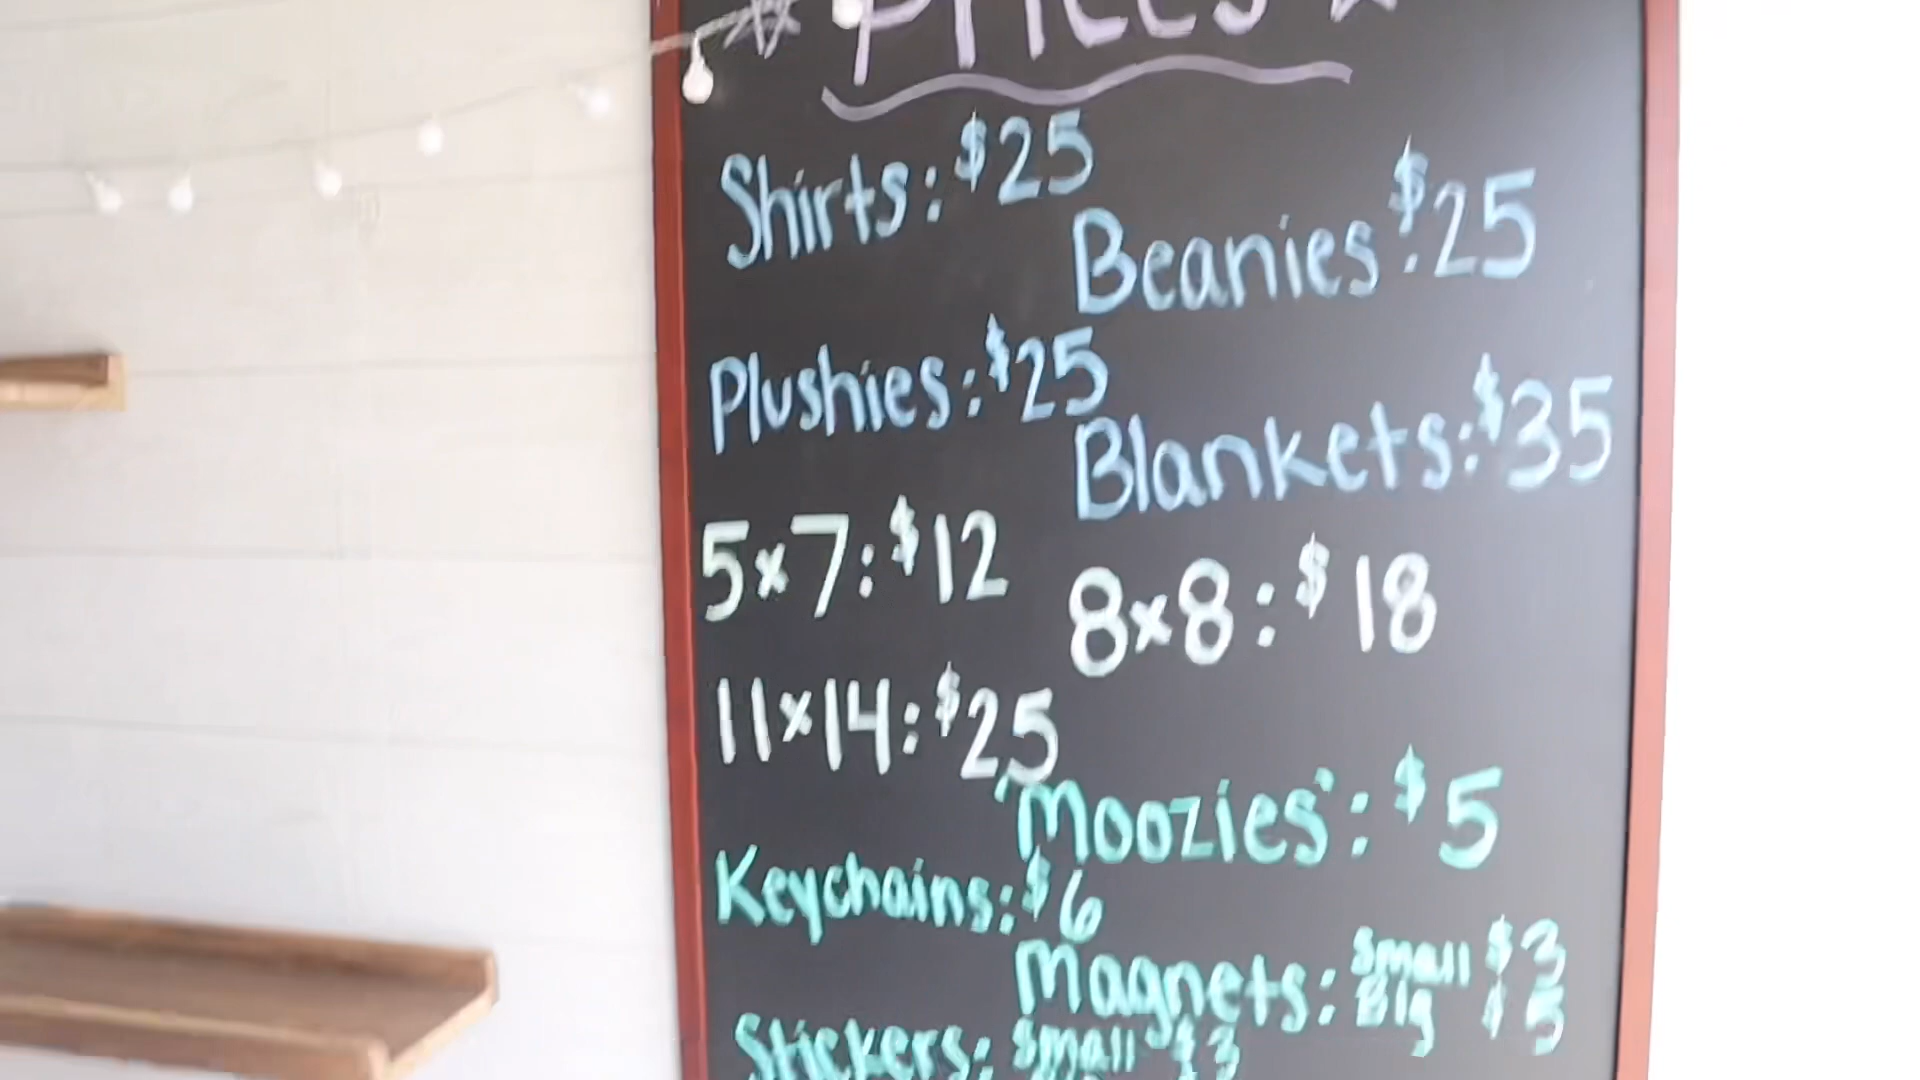 Prices
Shirts: $25
Beanies: $25
Plushies: $25
Blankets: $35
5x7: $12
8x8: $18
11x14: $25
'Moozies': $5
Keychains: $6
Magnets: Small $3
Big $5
Stickers: Small $3